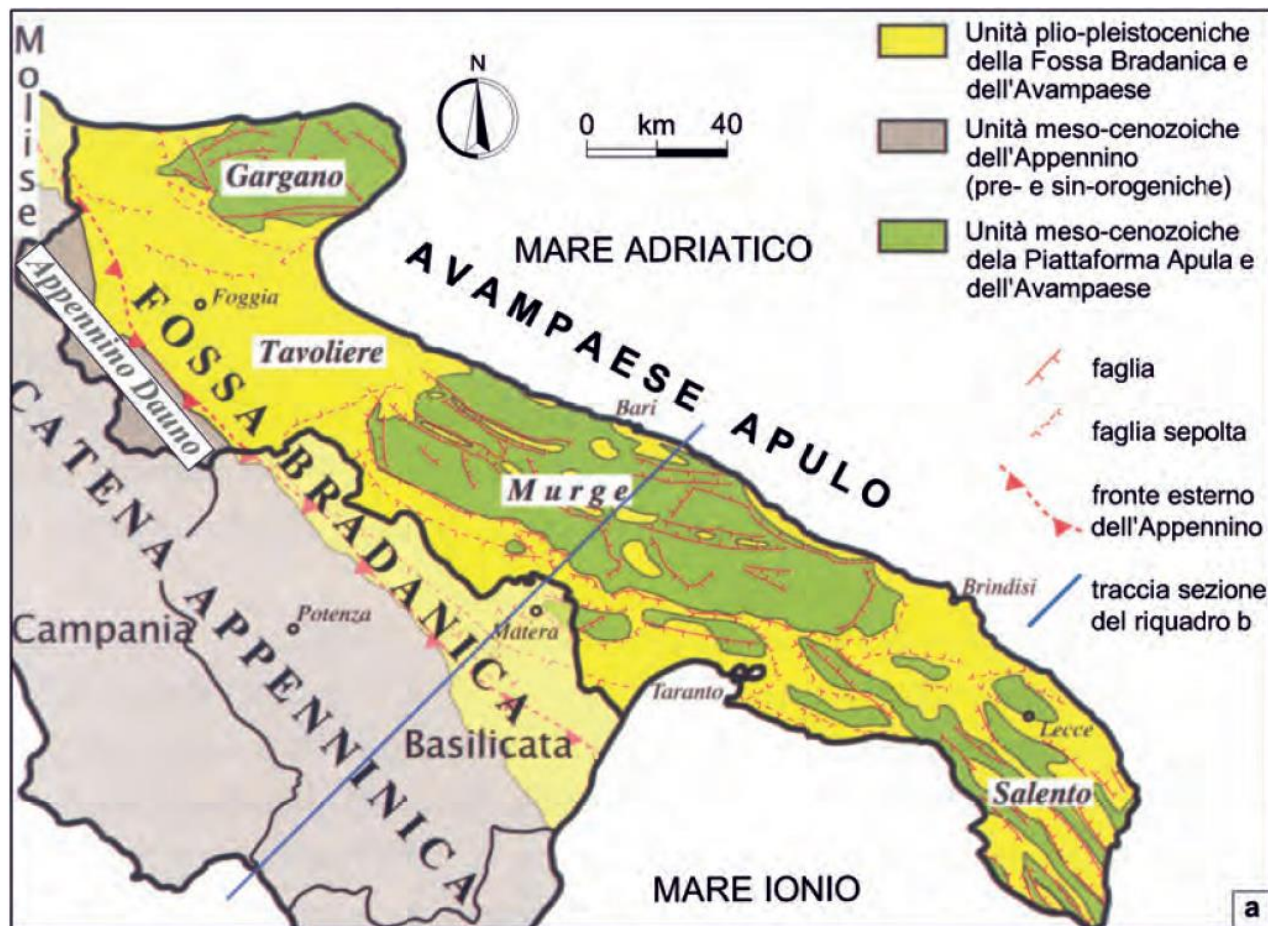 Molise
Unità plio-pleistoceniche
della Fossa Bradanica e
dell'Avampaese
Unità meso-cenozoiche
dell'Appennino
(pre- e sin-orogeniche)
Unità meso-cenozoiche
dela Piattaforma Apula e
dell'Avampaese
N
0 km 40
Gargano
MARE ADRIATICO
AVAMPAESE APULO
Appennino Dauno
FOSSA BRADANICA
Foggia
Tavoliere
CATENA APPENNINICA
Bari
Murge
faglia
faglia sepolta
fronte esterno
dell'Appennino
traccia sezione
del riquadro b
Brindisi
Campania
Potenza
Matera
Taranto
Lecce
Basilicata
Salento
MARE IONIO
a